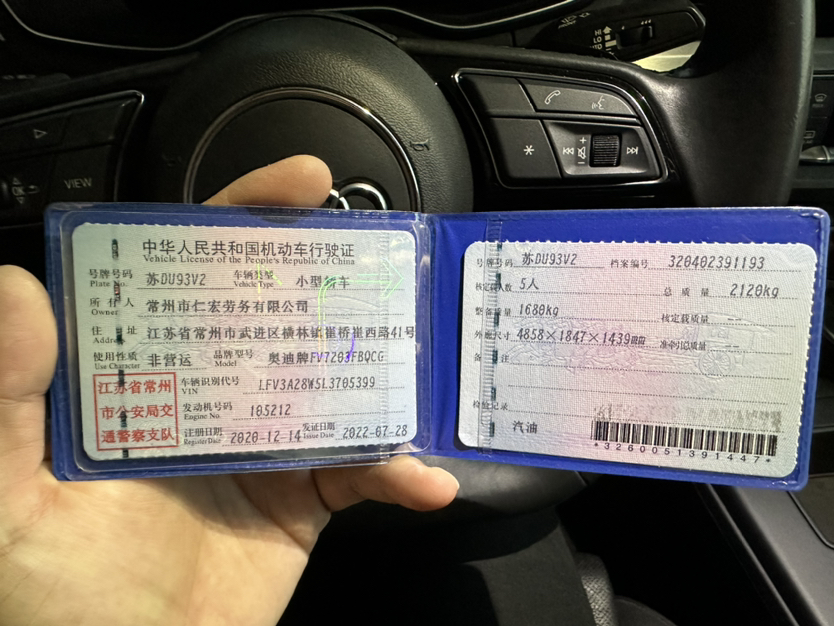 HI
LO
VIEW
中华人民共和国机动车行驶证
Vehicle License of the People's Republic of China
号牌号码 苏DU93V2 车辆类型 小型轿车
Plate No. Vehicle Type
所有人 常州市仁宏劳务有限公司
Owner
住址 江苏省常州市武进区横林镇崔桥崔西路41号
Address
使用性质 非营运 品牌型号 奥迪牌FV7203FBQCG
Use Character Model
江苏省常州
市公安局交
通警察支队
车辆识别代号 LFV3A28W5L3705399
VIN
发动机号码 105212
Engine No.
注册日期 2020-12-14 发证日期 2022-07-28
Register Date Issue Date
号牌号码 苏DU93V2 档案编号 320402391193
核定载人数 5人 总质量 2120kg
整备质量 1680kg 核定载质量 --
外廓尺寸 4858×1847×1439mm 准牵引总质量 --
备注
检验记录
汽油
*3260051391447*